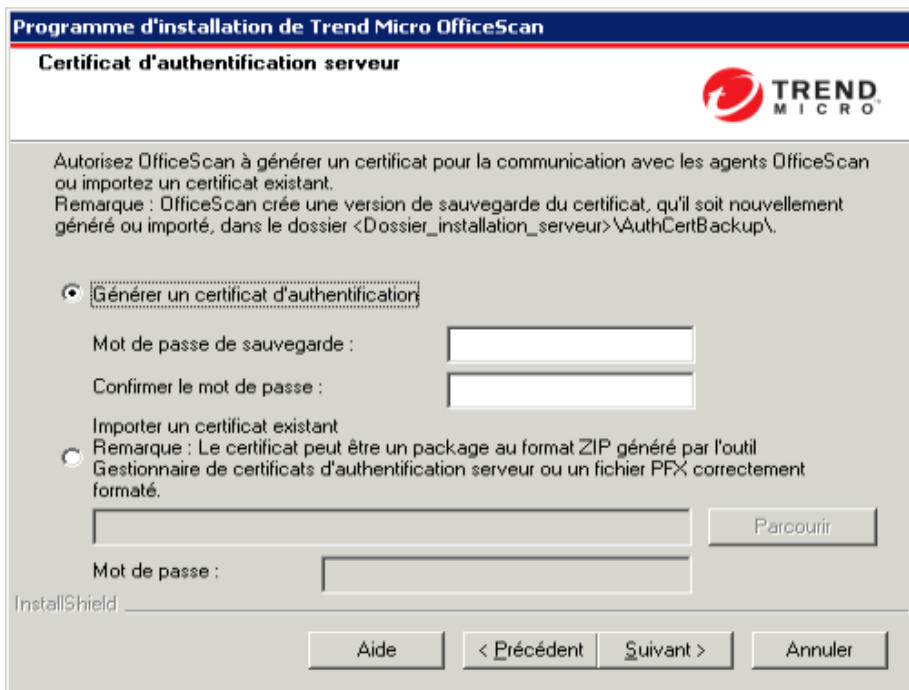 Programme d'installation de Trend Micro OfficeScan
Certificat d'authentification serveur
TREND
MICRO
Autorisez OfficeScan à générer un certificat pour la communication avec les agents OfficeScan
ou importez un certificat existant.
Remarque : OfficeScan crée une version de sauvegarde du certificat, qu'il soit nouvellement
généré ou importé, dans le dossier <Dossier_installation_serveur>\AuthCertBackup\.
Générer un certificat d'authentification
Mot de passe de sauvegarde :
Confirmer le mot de passe :
Importer un certificat existant
Remarque : Le certificat peut être un package au format ZIP généré par l'outil
Gestionnaire de certificats d'authentification serveur ou un fichier PFX correctement
formaté.
Parcourir
Mot de passe :
InstallShield
Aide
< Précédent
Suivant >
Annuler